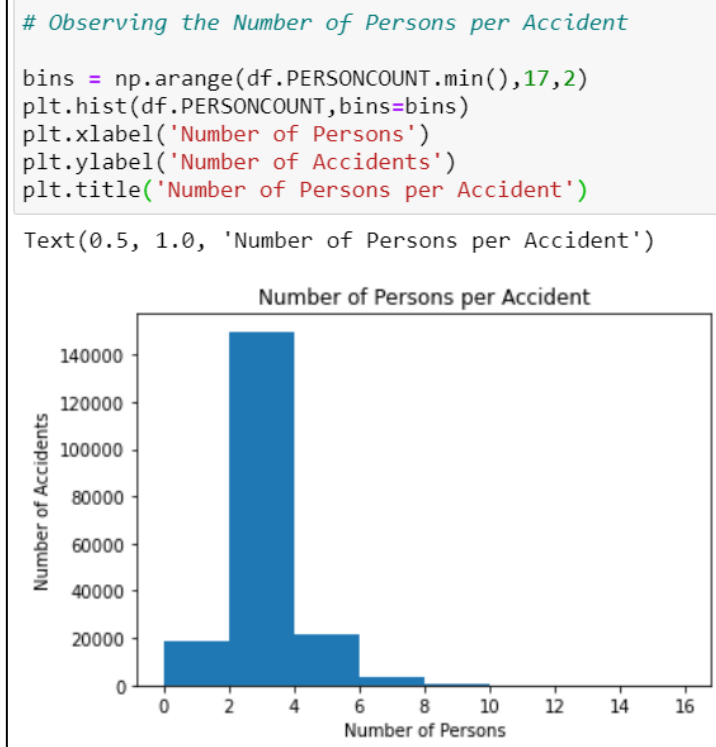 # Observing the Number of Persons per Accident
bins = np.arange(df.PERSONCOUNT.min(),17,2)
plt.hist(df.PERSONCOUNT,bins=bins)
plt.xlabel('Number of Persons')
plt.ylabel('Number of Accidents')
plt.title('Number of Persons per Accident')
Text(0.5, 1.0, 'Number of Persons per Accident')
Number of Persons per Accident
Number of Accidents
140000
120000
100000
80000
60000
40000
20000
0
0 2 4 6 8 10 12 14 16
Number of Persons